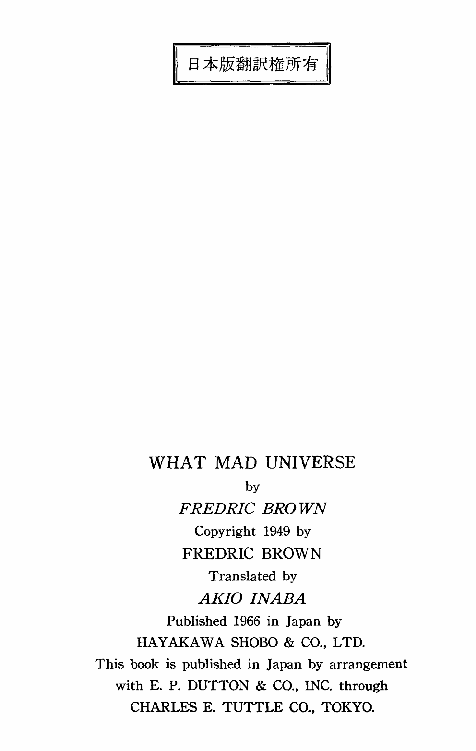 日本版翻訳権所有
WHAT MAD UNIVERSE
by
FREDRIC BROWN
Copyright 1949 by
FREDRIC BROWN
Translated by
AKIO INABA
Published 1966 in Japan by
HAYAKAWA SHOBO & CO., LTD.
This book is published in Japan by arrangement
with E. P. DUTTON & CO., INC. through
CHARLES E. TUTTLE CO., TOKYO.